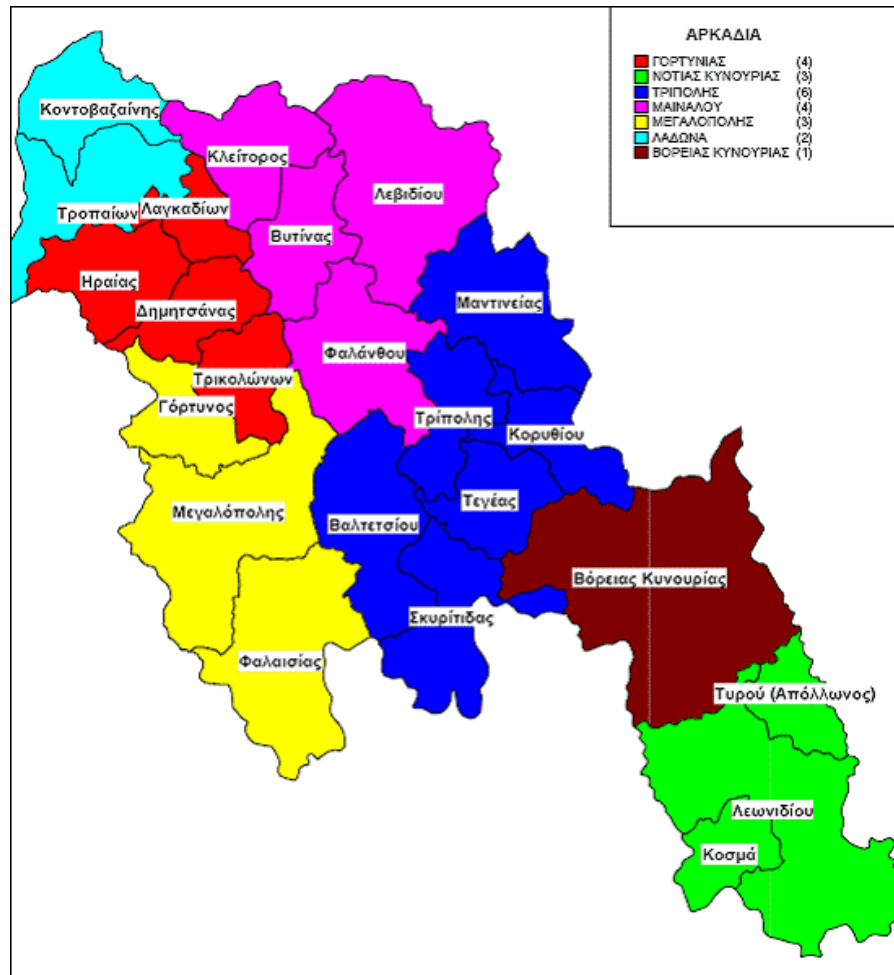 ΑΡΚΑΔΙΑ
ΓΟΡΤΥΝΙΑΣ (4)
ΝΟΤΙΑΣ ΚΥΝΟΥΡΙΑΣ (3)
ΤΡΙΠΟΛΗΣ (6)
ΜΑΙΝΑΛΟΥ (4)
ΜΕΓΑΛΟΠΟΛΗΣ (3)
ΛΑΔΩΝΑ (2)
ΒΟΡΕΙΑΣ ΚΥΝΟΥΡΙΑΣ (1)
Κοντοβαζαίνης
Κλείτορος
Λεβιδίου
Τροπαίων
Λαγκαδίων
Βυτίνας
Ηραίας
Δημητσάνας
Μαντινείας
Φαλάνθου
Τρικολώνων
Γόρτυνος
Τρίπολης
Κορυθίου
Τεγέας
Μεγαλόπολης
Βαλτετσίου
Βόρειας Κυνουρίας
Σκυρίτιδας
Φαλαισίας
Τυρού (Απόλλωνος)
Λεωνιδίου
Κοσμά